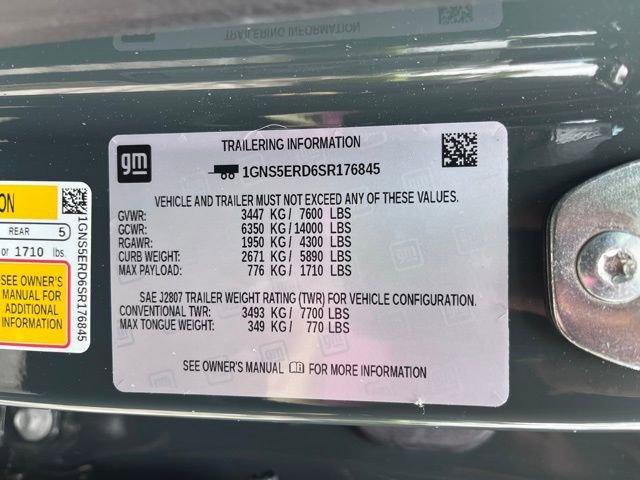 TRAILERING INFORMATION
TRAILERING INFORMATION
gm
1GNS5ERD6SR176845
VEHICLE AND TRAILER MUST NOT EXCEED ANY OF THESE VALUES.
GVWR: 3447 KG/ 7600 LBS
GCWR: 6350 KG/14000 LBS
RGAWR: 1950 KG/ 4300 LBS
CURB WEIGHT: 2671 KG/ 5890 LBS
MAX PAYLOAD: 776 KG/ 1710 LBS
SAE J2807 TRAILER WEIGHT RATING (TWR) FOR VEHICLE CONFIGURATION.
CONVENTIONAL TWR: 3493 KG/ 7700 LBS
MAX TONGUE WEIGHT: 349 KG/ 770 LBS
SEE OWNER'S MANUAL FOR MORE INFORMATION
ON
REAR 5
or 1710 lbs.
SEE OWNER'S
MANUAL FOR
ADDITIONAL
INFORMATION
1GNS5ERD6SR176845